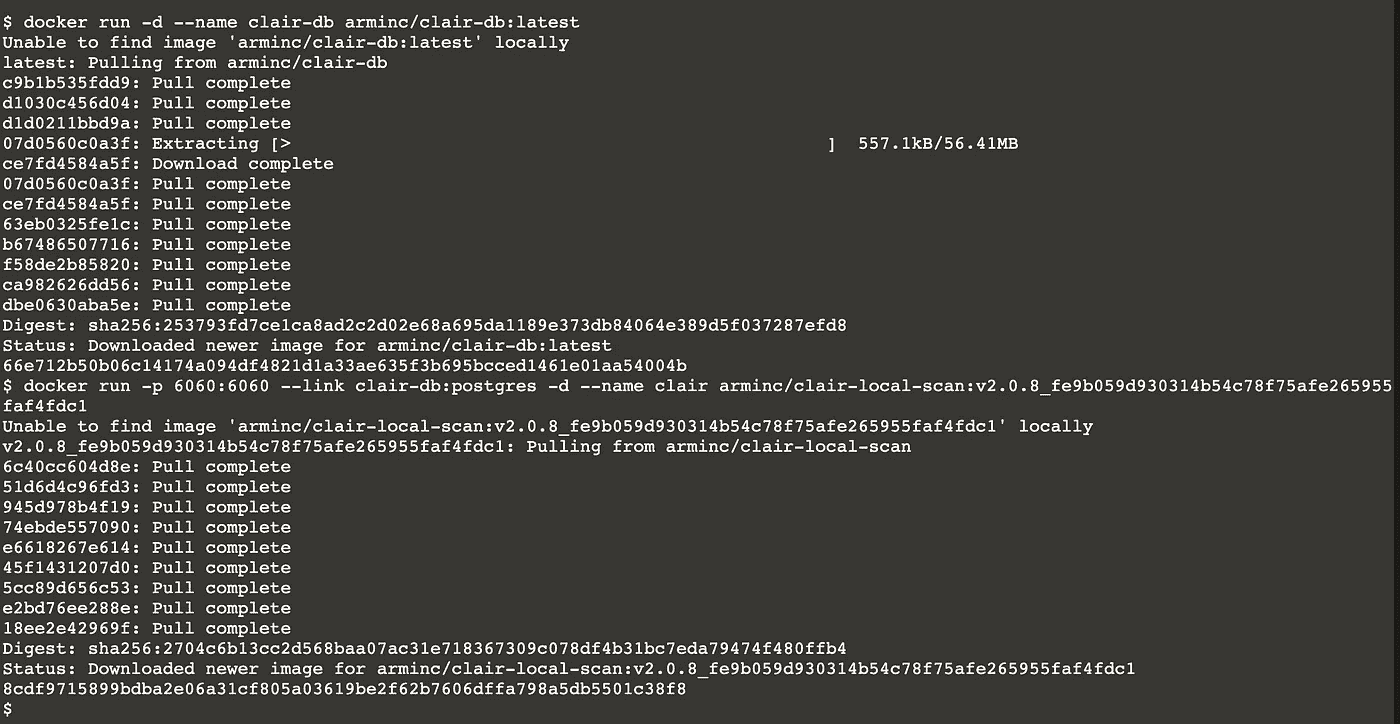 $ docker run -d --name clair-db arminc/clair-db:latest
Unable to find image 'arminc/clair-db:latest' locally
latest: Pulling from arminc/clair-db
c9b1b535fdd9: Pull complete
d1030c456d04: Pull complete
d1d0211bbd9a: Pull complete
07d0560c0a3f: Extracting [>                                                  ]  557.1kB/56.41MB
ce7fd4584a5f: Download complete
07d0560c0a3f: Pull complete
ce7fd4584a5f: Pull complete
63eb0325fe1c: Pull complete
b67486507716: Pull complete
f58de2b85820: Pull complete
ca982626dd56: Pull complete
dbe0630aba5e: Pull complete
Digest: sha256:253793fd7ce1ca8ad2c2d02e68a695da1189e373db84064e389d5f037287efd8
Status: Downloaded newer image for arminc/clair-db:latest
66e712b50b06c14174a094df4821d1a33ae635f3b695bcced1461e01aa54004b
$ docker run -p 6060:6060 --link clair-db:postgres -d --name clair arminc/clair-local-scan:v2.0.8_fe9b059d930314b54c78f75afe265955
faf4fdc1
Unable to find image 'arminc/clair-local-scan:v2.0.8_fe9b059d930314b54c78f75afe265955faf4fdc1' locally
v2.0.8_fe9b059d930314b54c78f75afe265955faf4fdc1: Pulling from arminc/clair-local-scan
6c40cc604d8e: Pull complete
51d6d4c96fd3: Pull complete
945d978b4f19: Pull complete
74ebde557090: Pull complete
e6618267e614: Pull complete
45f1431207d0: Pull complete
5cc89d656c53: Pull complete
e2bd76ee288e: Pull complete
18ee2e42969f: Pull complete
Digest: sha256:2704c6b13cc2d568baa07ac31e718367309c078df4b31bc7eda79474f480ffb4
Status: Downloaded newer image for arminc/clair-local-scan:v2.0.8_fe9b059d930314b54c78f75afe265955faf4fdc1
8cdf9715899bdba2e06a31cf805a03619be2f62b7606dffa798a5db5501c38f8
$